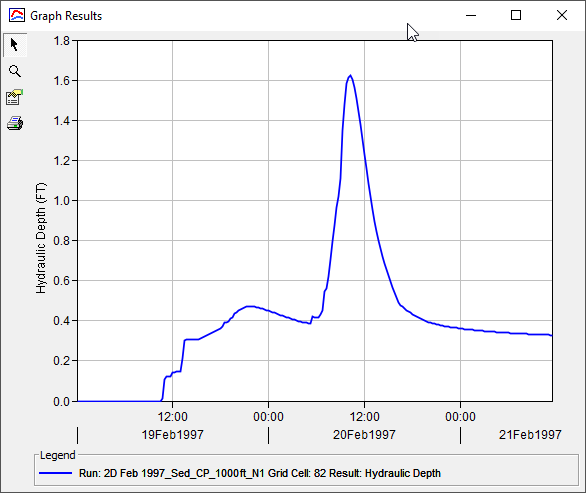 Graph Results
1.8
1.6
1.4
1.2
1.0
0.8
0.6
0.4
0.2
0.0
Hydraulic Depth (FT)
12:00 00:00 12:00 00:00
19Feb1997 20Feb1997 21Feb1997
Legend
Run: 2D Feb 1997_Sed_CP_1000ft_N1 Grid Cell: 82 Result: Hydraulic Depth